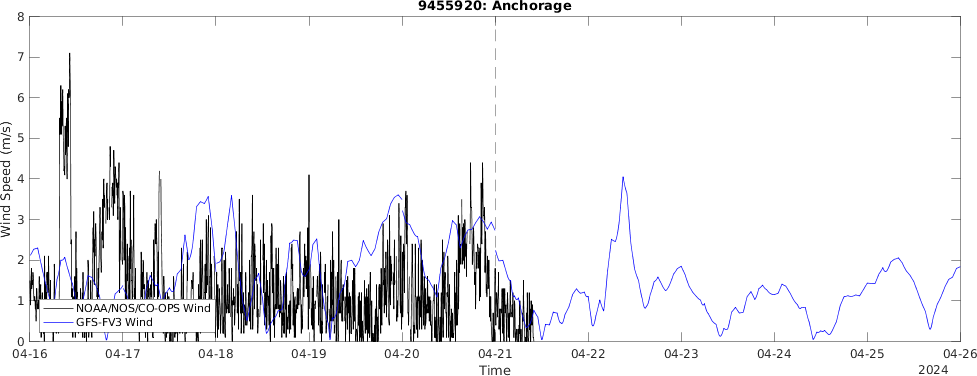 9455920: Anchorage
8
7
6
5
4
3
2
1
0
Wind Speed (m/s)
NOAA/NOS/CO-OPS Wind
GFS-FV3 Wind
04-16 04-17 04-18 04-19 04-20 04-21 04-22 04-23 04-24 04-25 04-26
Time
2024